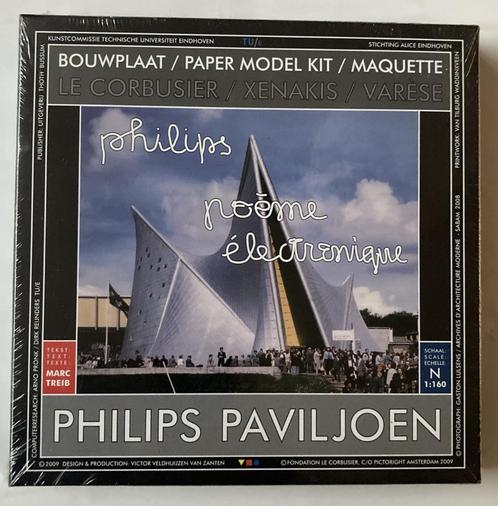 KUNSTCOMMISSIE TECHNISCHE UNIVERSITEIT EINDHOVEN
TU/e
STICHTING ALICE EINDHOVEN
BOUWPLAAT / PAPER MODEL KIT / MAQUETTE
LE CORBUSIER / XENAKIS / VARÈSE
philips
poème
électronique
TEKST:
TEXT:
TEXTE:
MARC
TREIB
SCHAAL:
SCALE:
ECHELLE:
N
1:160
PHILIPS PAVILJOEN
©2009 DESIGN & PRODUCTION: VICTOR VELDHUIJZEN VAN ZANTEN
©FONDATION LE CORBUSIER, C/O PICTORIGHT AMSTERDAM 2009
COMPUTERRESEARCH: ARNO PRONK / DIRK REIJNDERS TU/E
PUBLISHER: UITGEVERIJ THOTH BUSSUM
PRINTWORK: VAN TILBURG WADDINXVEEN
© PHOTOGRAPH: GASTON LULSENS / ARCHIVES D'ARCHITECTURE MODERNE - SABAM 2008